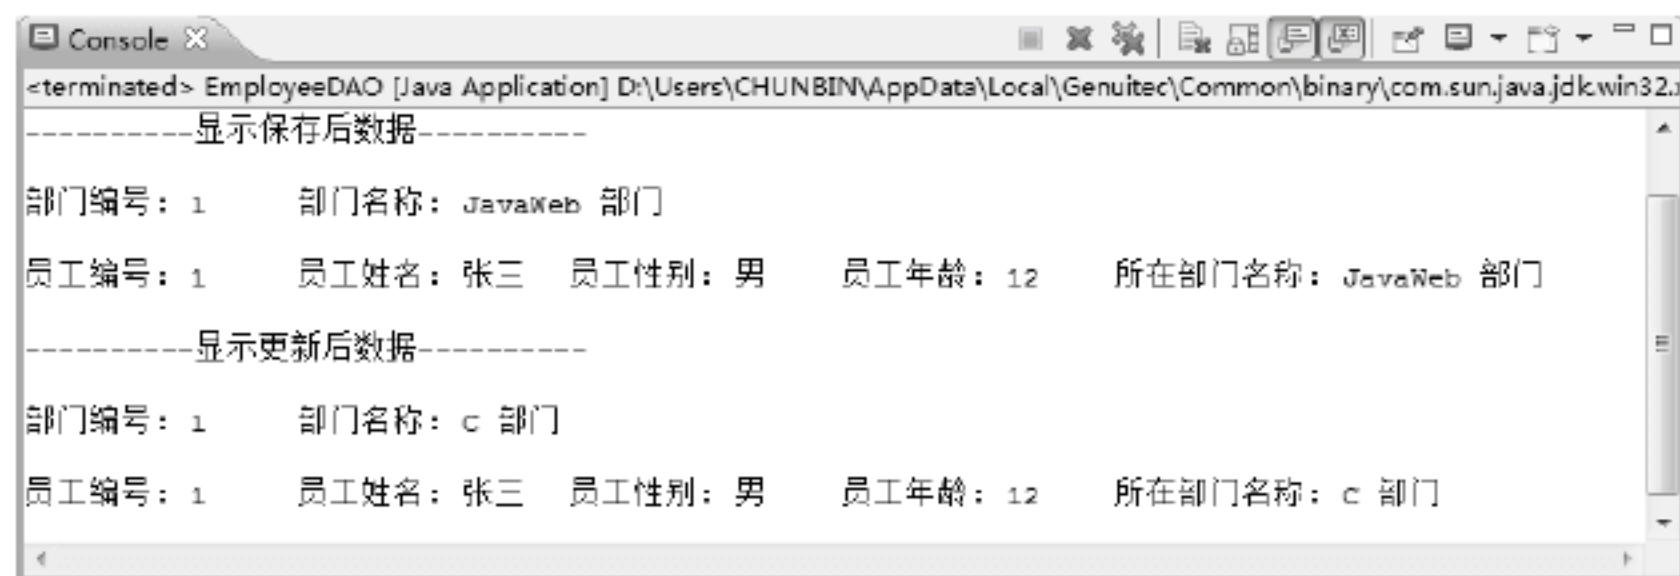 Console
<terminated> EmployeeDAO [Java Application] D:\Users\CHUNBIN\AppData\Local\Genuitec\Common\binary\com.sun.java.jdk.win32.
----------显示保存后数据----------
部门编号：1 部门名称：JavaWeb 部门
员工编号：1 员工姓名：张三 员工性别：男 员工年龄：12 所在部门名称：JavaWeb 部门
----------显示更新后数据----------
部门编号：1 部门名称：C 部门
员工编号：1 员工姓名：张三 员工性别：男 员工年龄：12 所在部门名称：C 部门